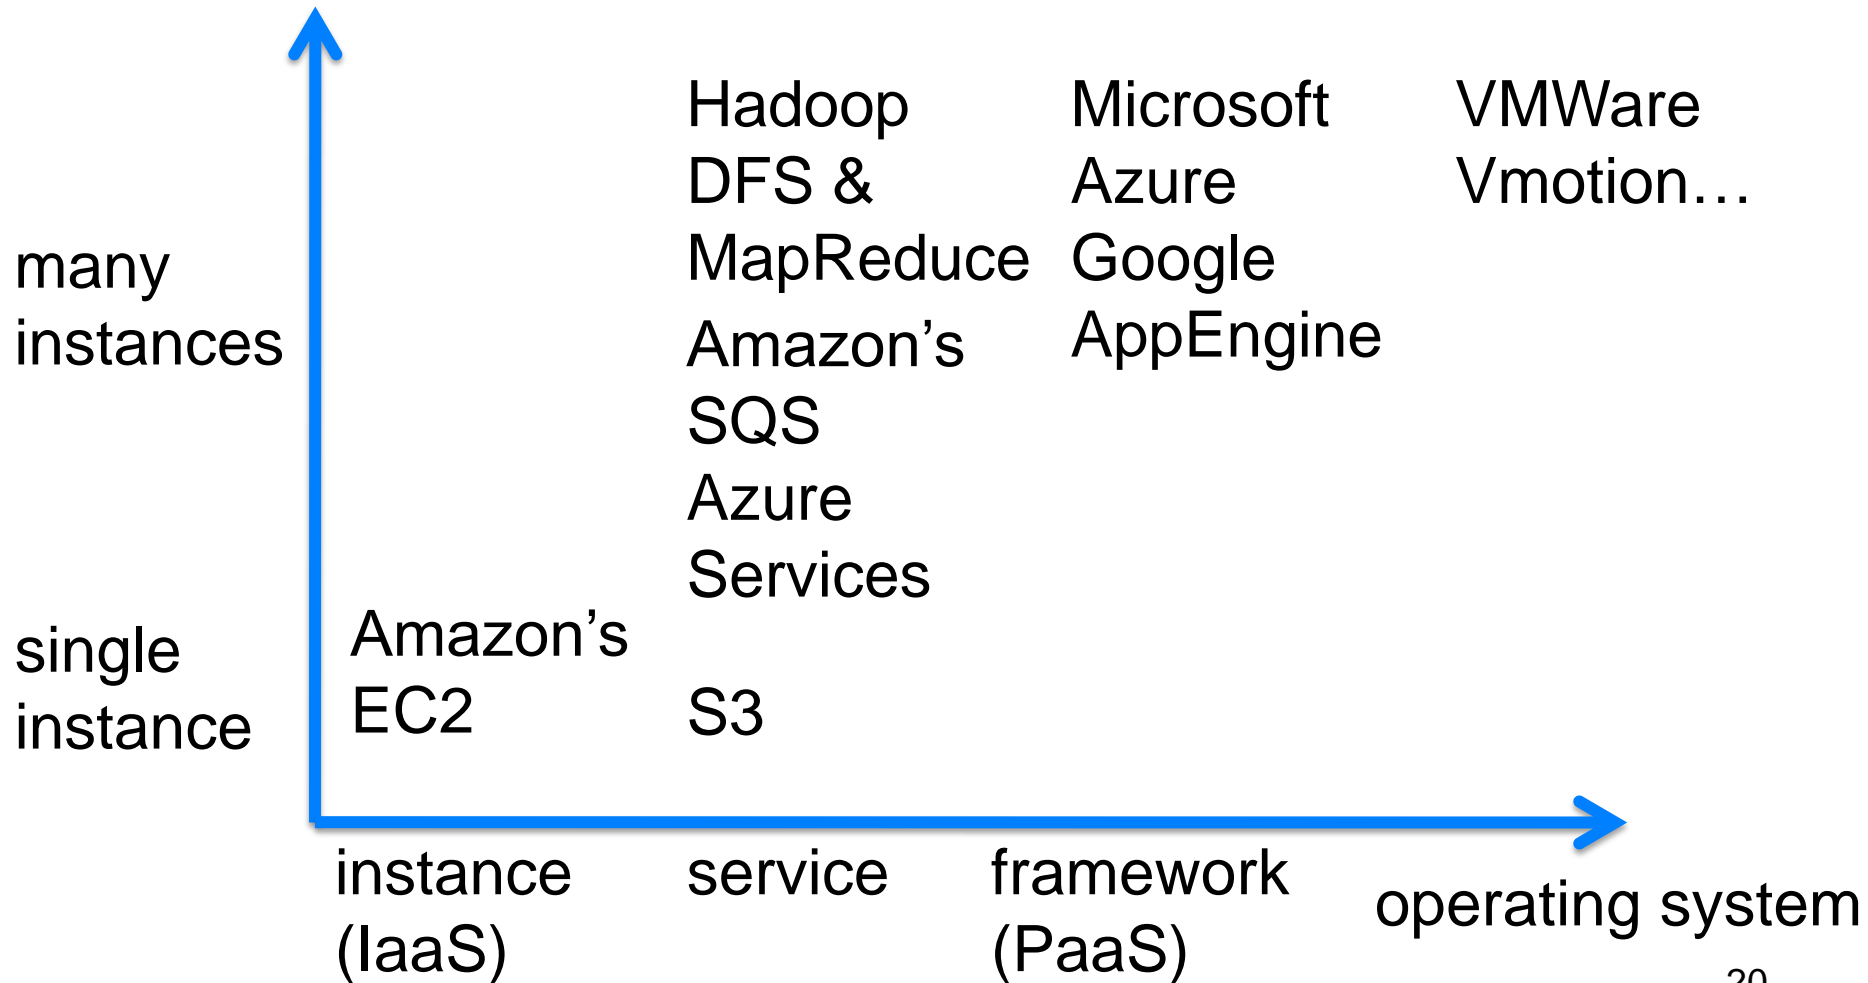 many
instances
single
instance
Amazon’s
EC2
Hadoop
DFS &
MapReduce
Amazon’s
SQS
Azure
Services
S3
Microsoft
Azure
Google
AppEngine
VMWare
Vmotion…
instance
(IaaS)
service
framework
(PaaS)
operating system
20